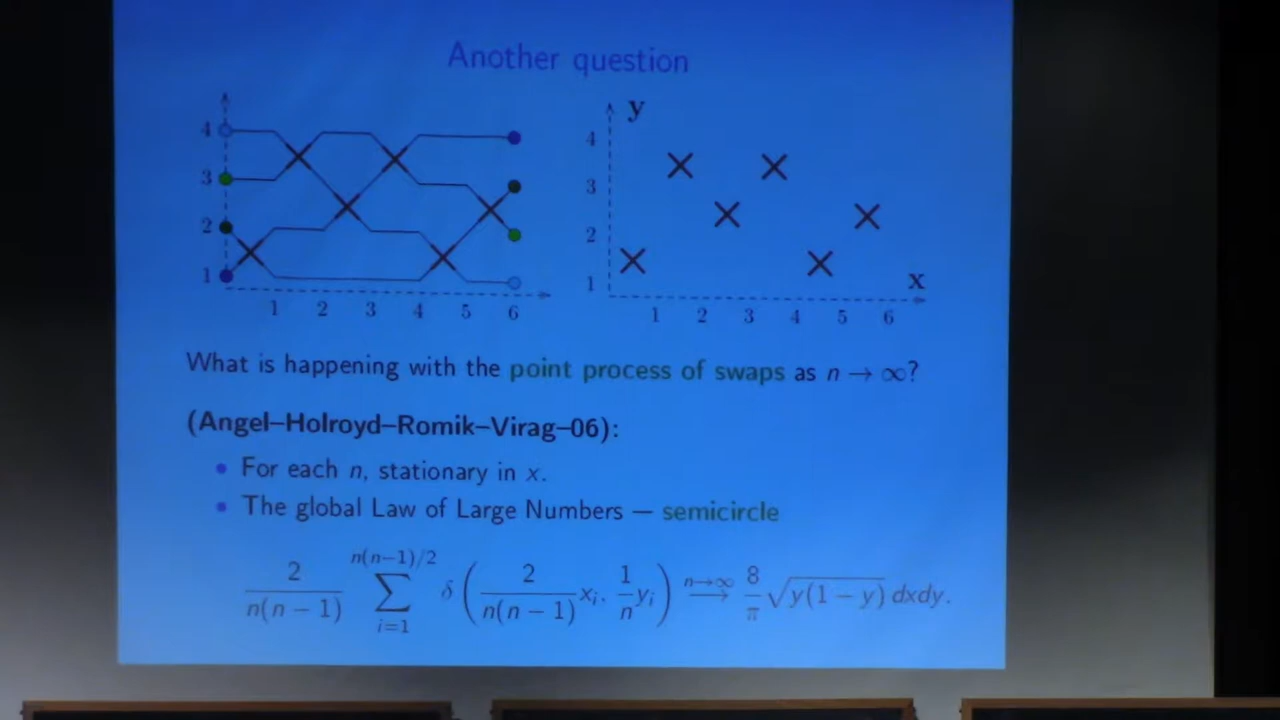 Another question
4
3
2
1
1 2 3 4 5 6
y
4
3
2
1
x
1 2 3 4 5 6
What is happening with the point process of swaps as n → ∞?
(Angel–Holroyd–Romik–Virag–06):
• For each n, stationary in x.
• The global Law of Large Numbers — semicircle
2/(n(n − 1)) ∑_{i=1}^{n(n−1)/2} δ ( 2/(n(n − 1)) x_i, 1/n y_i ) ⟶^{n→∞} 8/π √(y(1 − y)) dxdy.